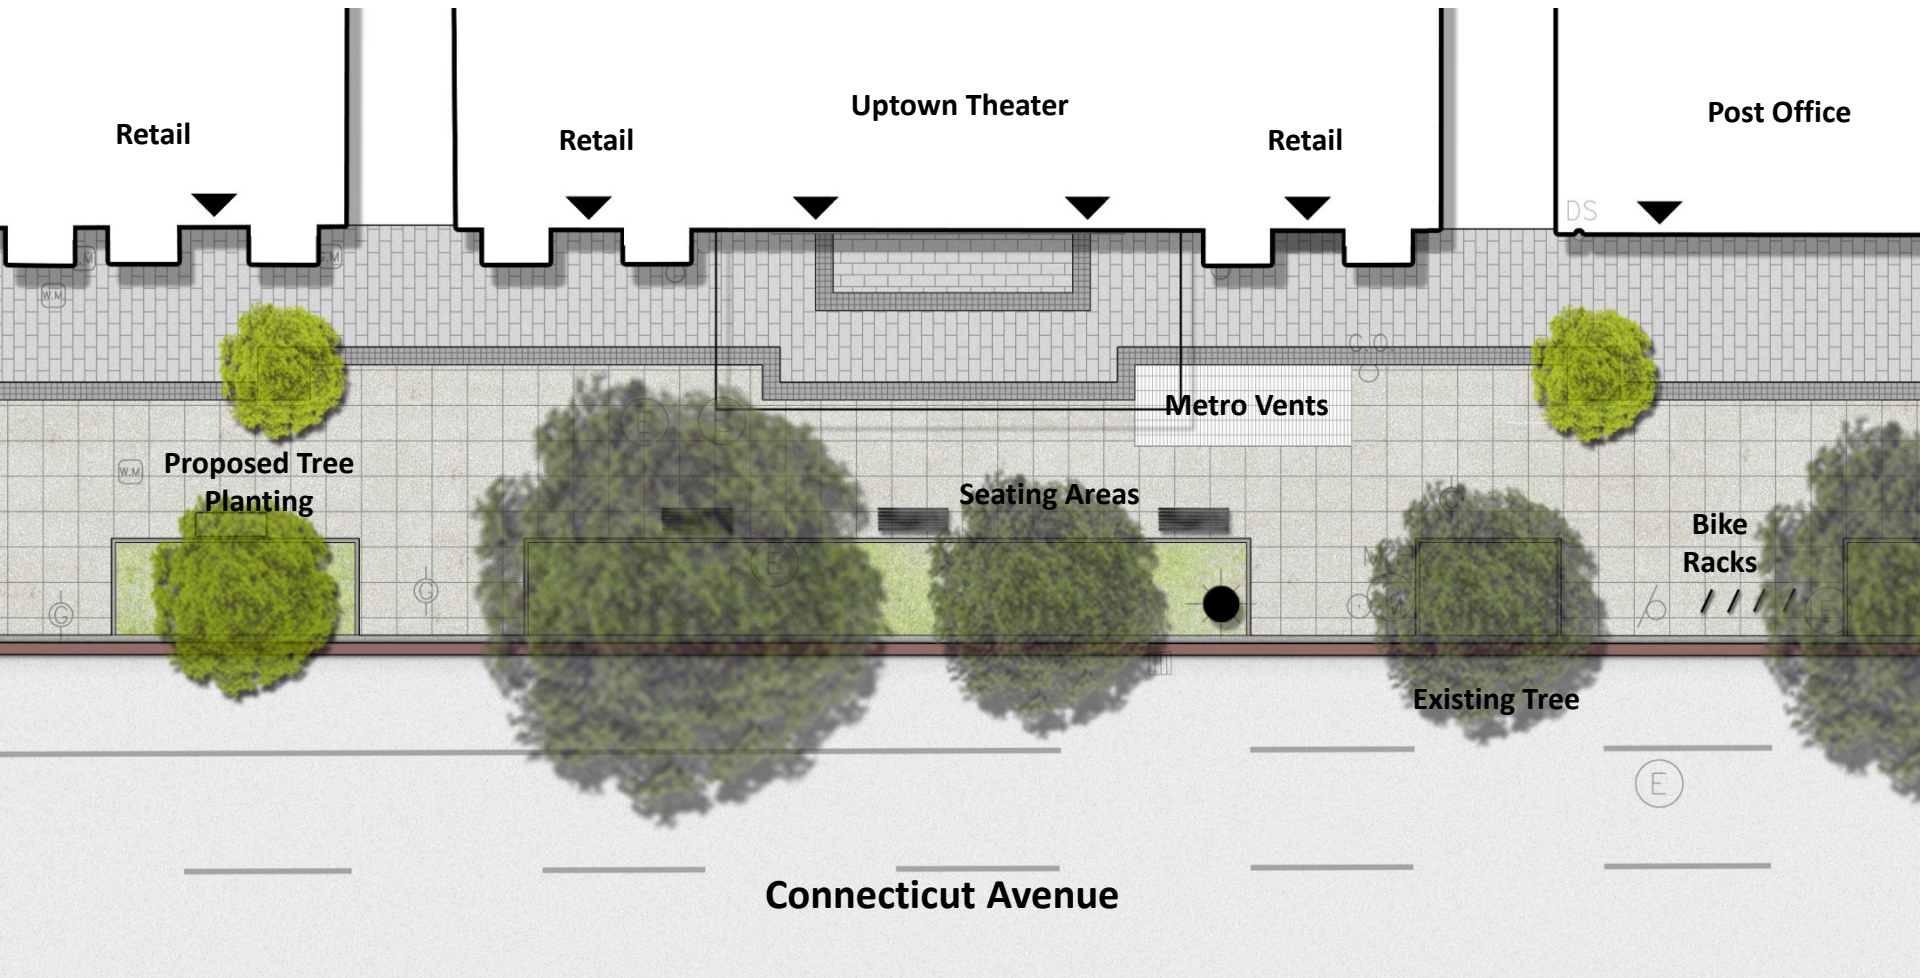 Uptown Theater
Post Office
Retail
Retail
Retail
DS
W.M.
C.O.
Metro Vents
E
E
W.M
Proposed Tree
Planting
Seating Areas
Bike
Racks
E
G
G
Existing Tree
E
Connecticut Avenue